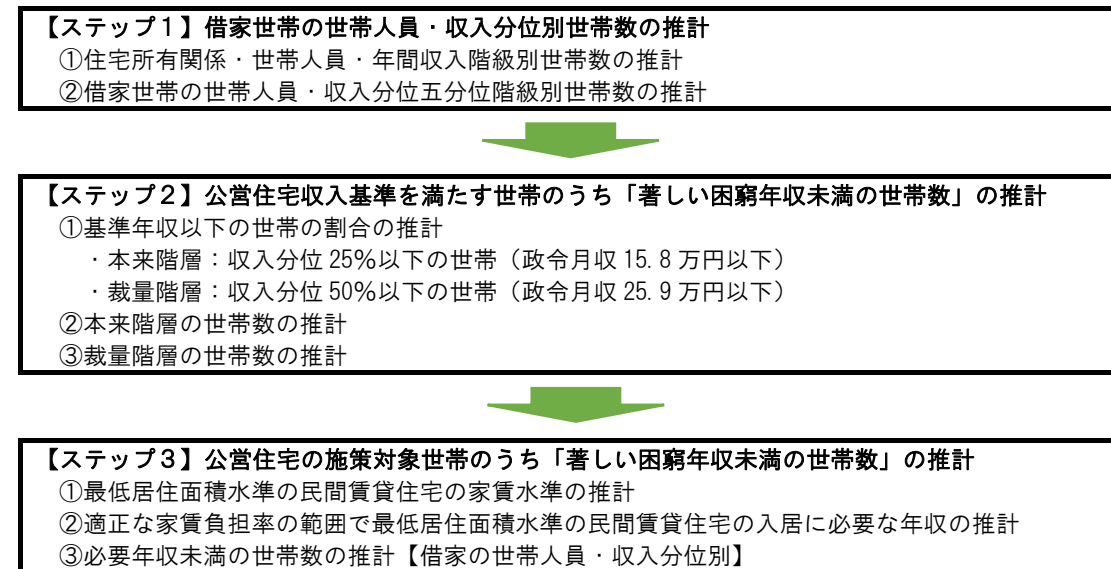 【ステップ１】借家世帯の世帯人員・収入分位別世帯数の推計
①住宅所有関係・世帯人員・年間収入階級別世帯数の推計
②借家世帯の世帯人員・収入分位五分位階級別世帯数の推計
【ステップ２】公営住宅収入基準を満たす世帯のうち「著しい困窮年収未満の世帯数」の推計
①基準年収以下の世帯の割合の推計
・本来階層：収入分位 25％以下の世帯（政令月収 15.8 万円以下）
・裁量階層：収入分位 50％以下の世帯（政令月収 25.9 万円以下）
②本来階層の世帯数の推計
③裁量階層の世帯数の推計
【ステップ３】公営住宅の施策対象世帯のうち「著しい困窮年収未満の世帯数」の推計
①最低居住面積水準の民間賃貸住宅の家賃水準の推計
②適正な家賃負担率の範囲で最低居住面積水準の民間賃貸住宅の入居に必要な年収の推計
③必要年収未満の世帯数の推計【借家の世帯人員・収入分位別】